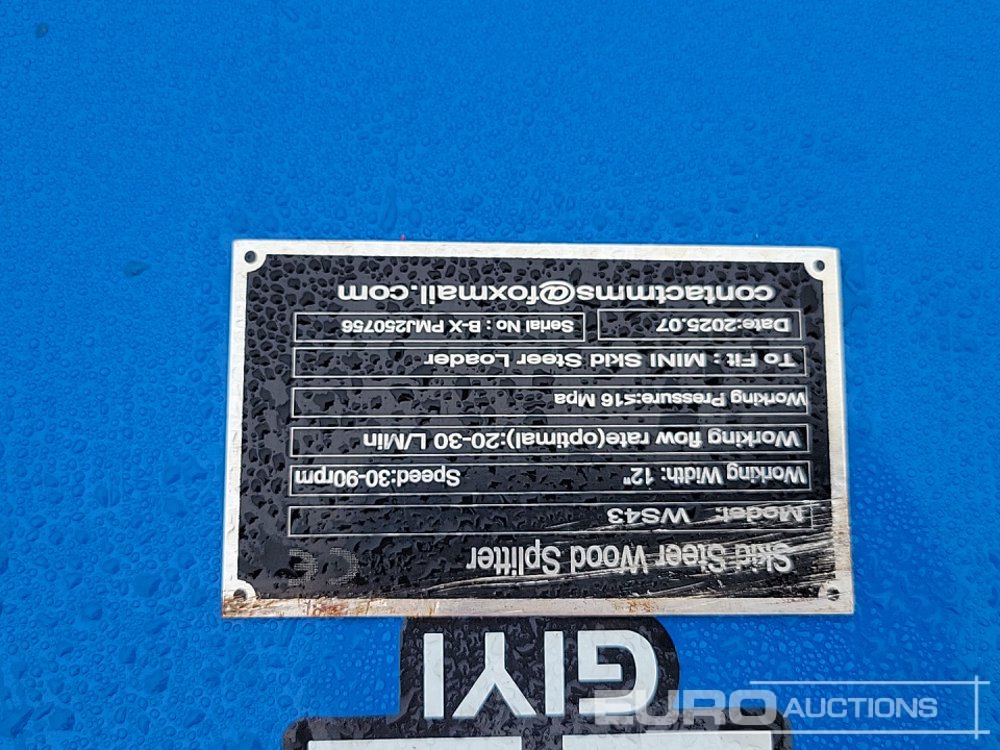 GIYI
Skid Steer Wood Splitter CE
Model: WS43
Working Width: 12" Speed:30-90rpm
Working flow rate(optimal):20-30 L/Min
Working Pressure:≤16 Mpa
To Fit : MINI Skid Steer Loader
Date:2025.07 Serial No : B-X PMJ250756
contactmms@foxmail.com
EURO AUCTIONS